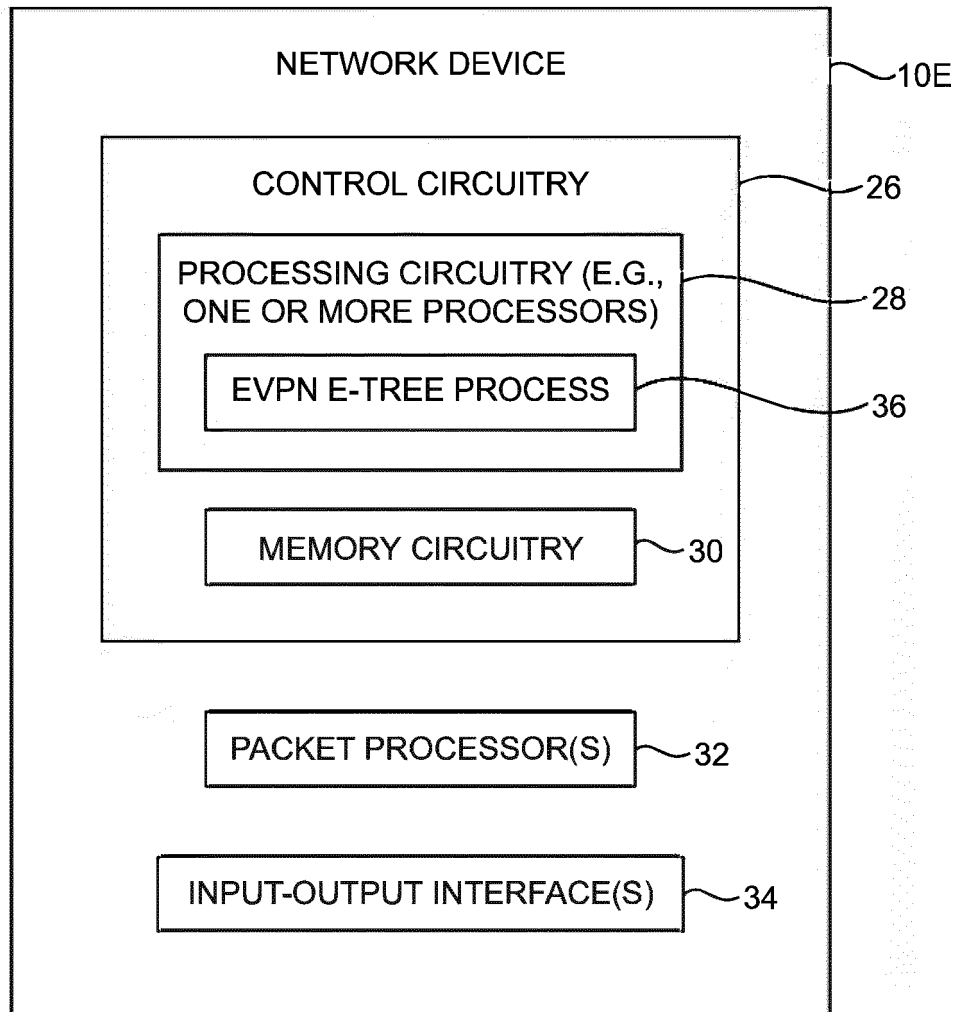 NETWORK DEVICE
10E
CONTROL CIRCUITRY
26
PROCESSING CIRCUITRY (E.G.,
ONE OR MORE PROCESSORS)
28
EVPN E-TREE PROCESS
36
MEMORY CIRCUITRY
30
PACKET PROCESSOR(S)
32
INPUT-OUTPUT INTERFACE(S)
34